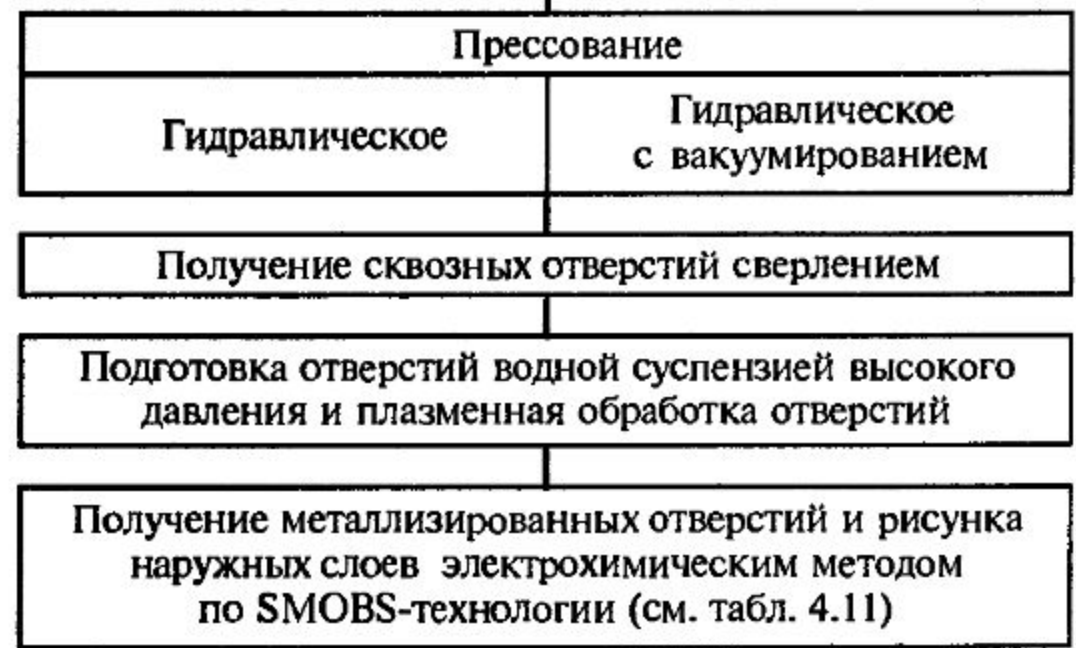 Прессование
Гидравлическое
Гидравлическое
с вакуумированием
Получение сквозных отверстий сверлением
Подготовка отверстий водной суспензией высокого
давления и плазменная обработка отверстий
Получение металлизированных отверстий и рисунка
наружных слоев электрохимическим методом
по SMOBS-технологии (см. табл. 4.11)